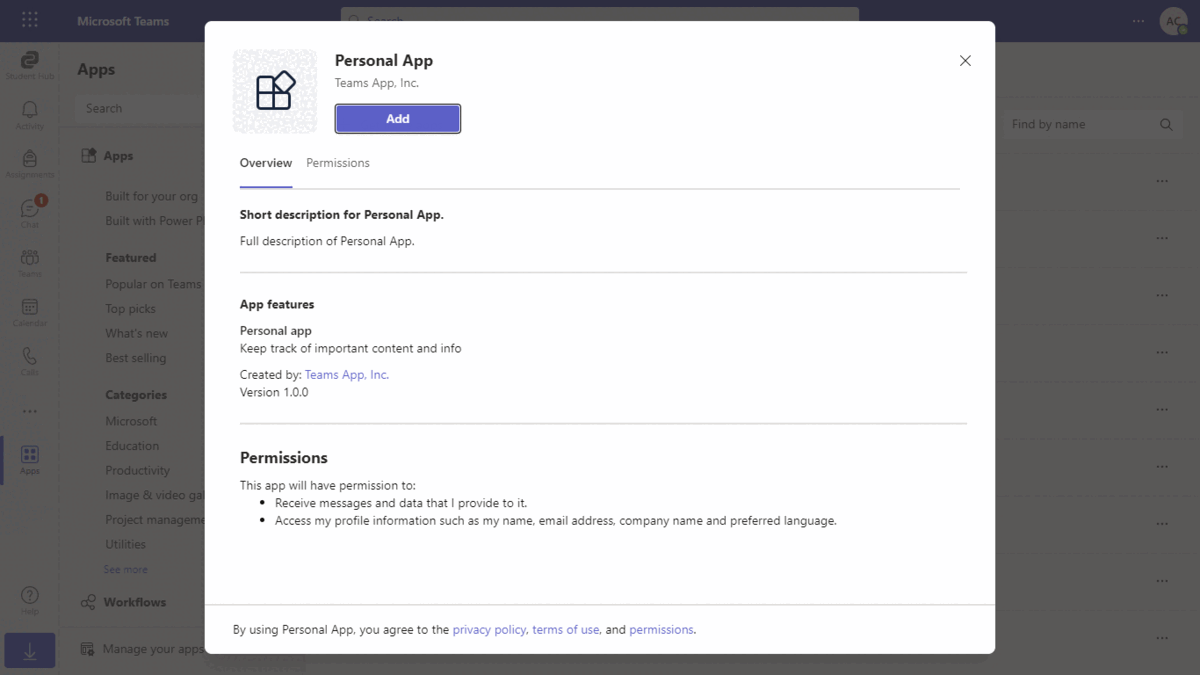 Microsoft Teams
Search
AC
Student Hub
Activity
Assignments
Chat
1
Teams
Calendar
Calls
Apps
Help
Apps
Search
Apps
Built for your org
Built with Power Pl
Featured
Popular on Teams
Top picks
What's new
Best selling
Categories
Microsoft
Education
Productivity
Image & video gal
Project manageme
Utilities
See more
Workflows
Manage your apps
Find by name
Personal App
Teams App, Inc.
Add
Overview Permissions
Short description for Personal App.
Full description of Personal App.
App features
Personal app
Keep track of important content and info
Created by: Teams App, Inc.
Version 1.0.0
Permissions
This app will have permission to:
• Receive messages and data that I provide to it.
• Access my profile information such as my name, email address, company name and preferred language.
By using Personal App, you agree to the privacy policy, terms of use, and permissions.